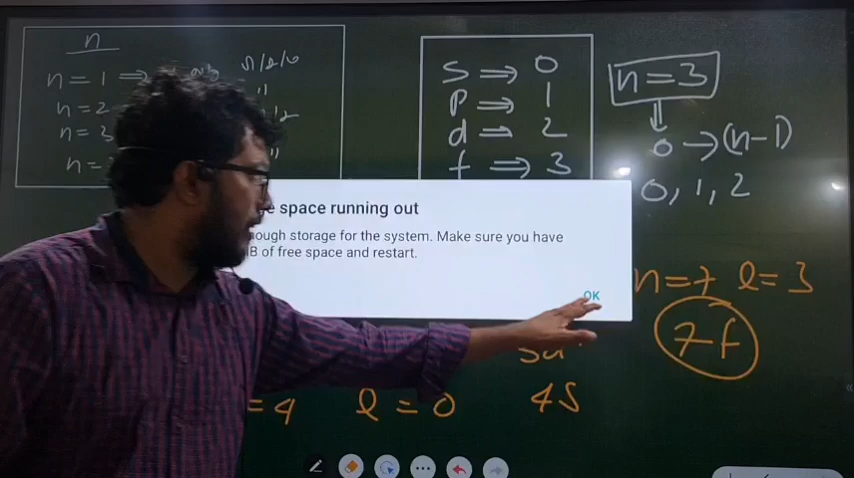 n
n = 1 ⇒
n = 2
n = 3
n =
s ⇒ 0
p ⇒ 1
d ⇒ 2
f ⇒ 3
n = 3
0 → (n-1)
0, 1, 2
space running out
storage for the system. Make sure you have
of free space and restart.
OK
n = 7 l = 3
7f
= 4 l = 0 4s